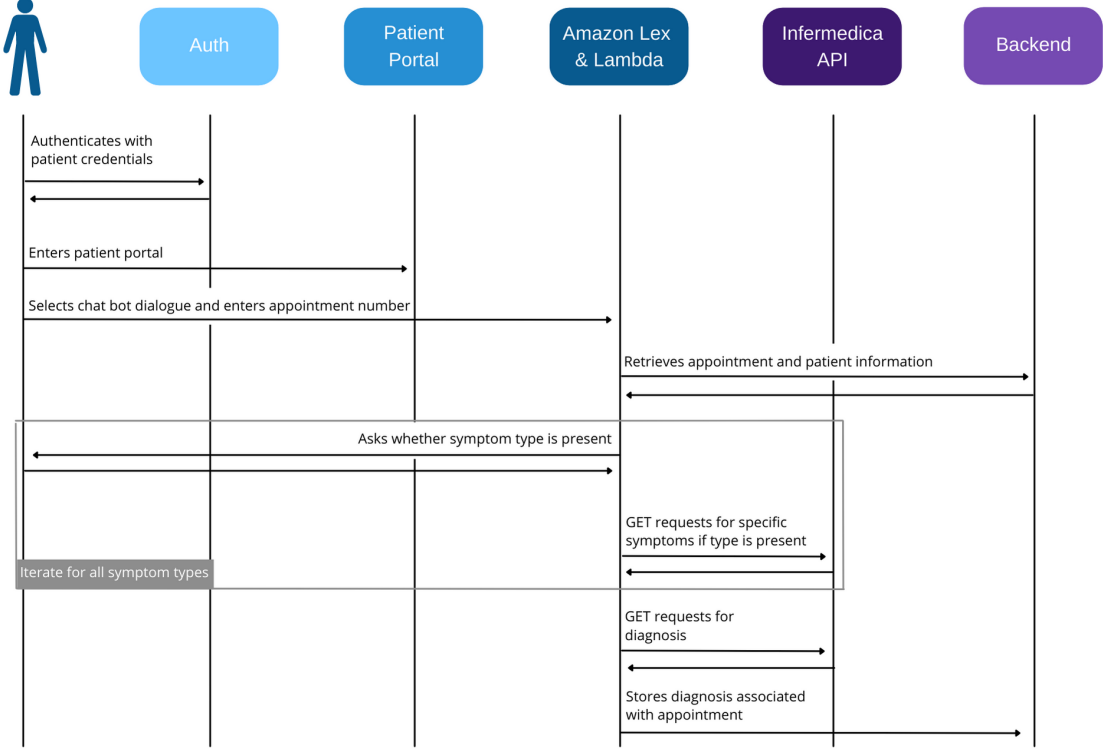 Auth
Patient
Portal
Amazon Lex
& Lambda
Infermedica
API
Backend
Authenticates with
patient credentials
Enters patient portal
Selects chat bot dialogue and enters appointment number
Retrieves appointment and patient information
Asks whether symptom type is present
GET requests for specific
symptoms if type is present
Iterate for all symptom types
GET requests for
diagnosis
Stores diagnosis associated
with appointment